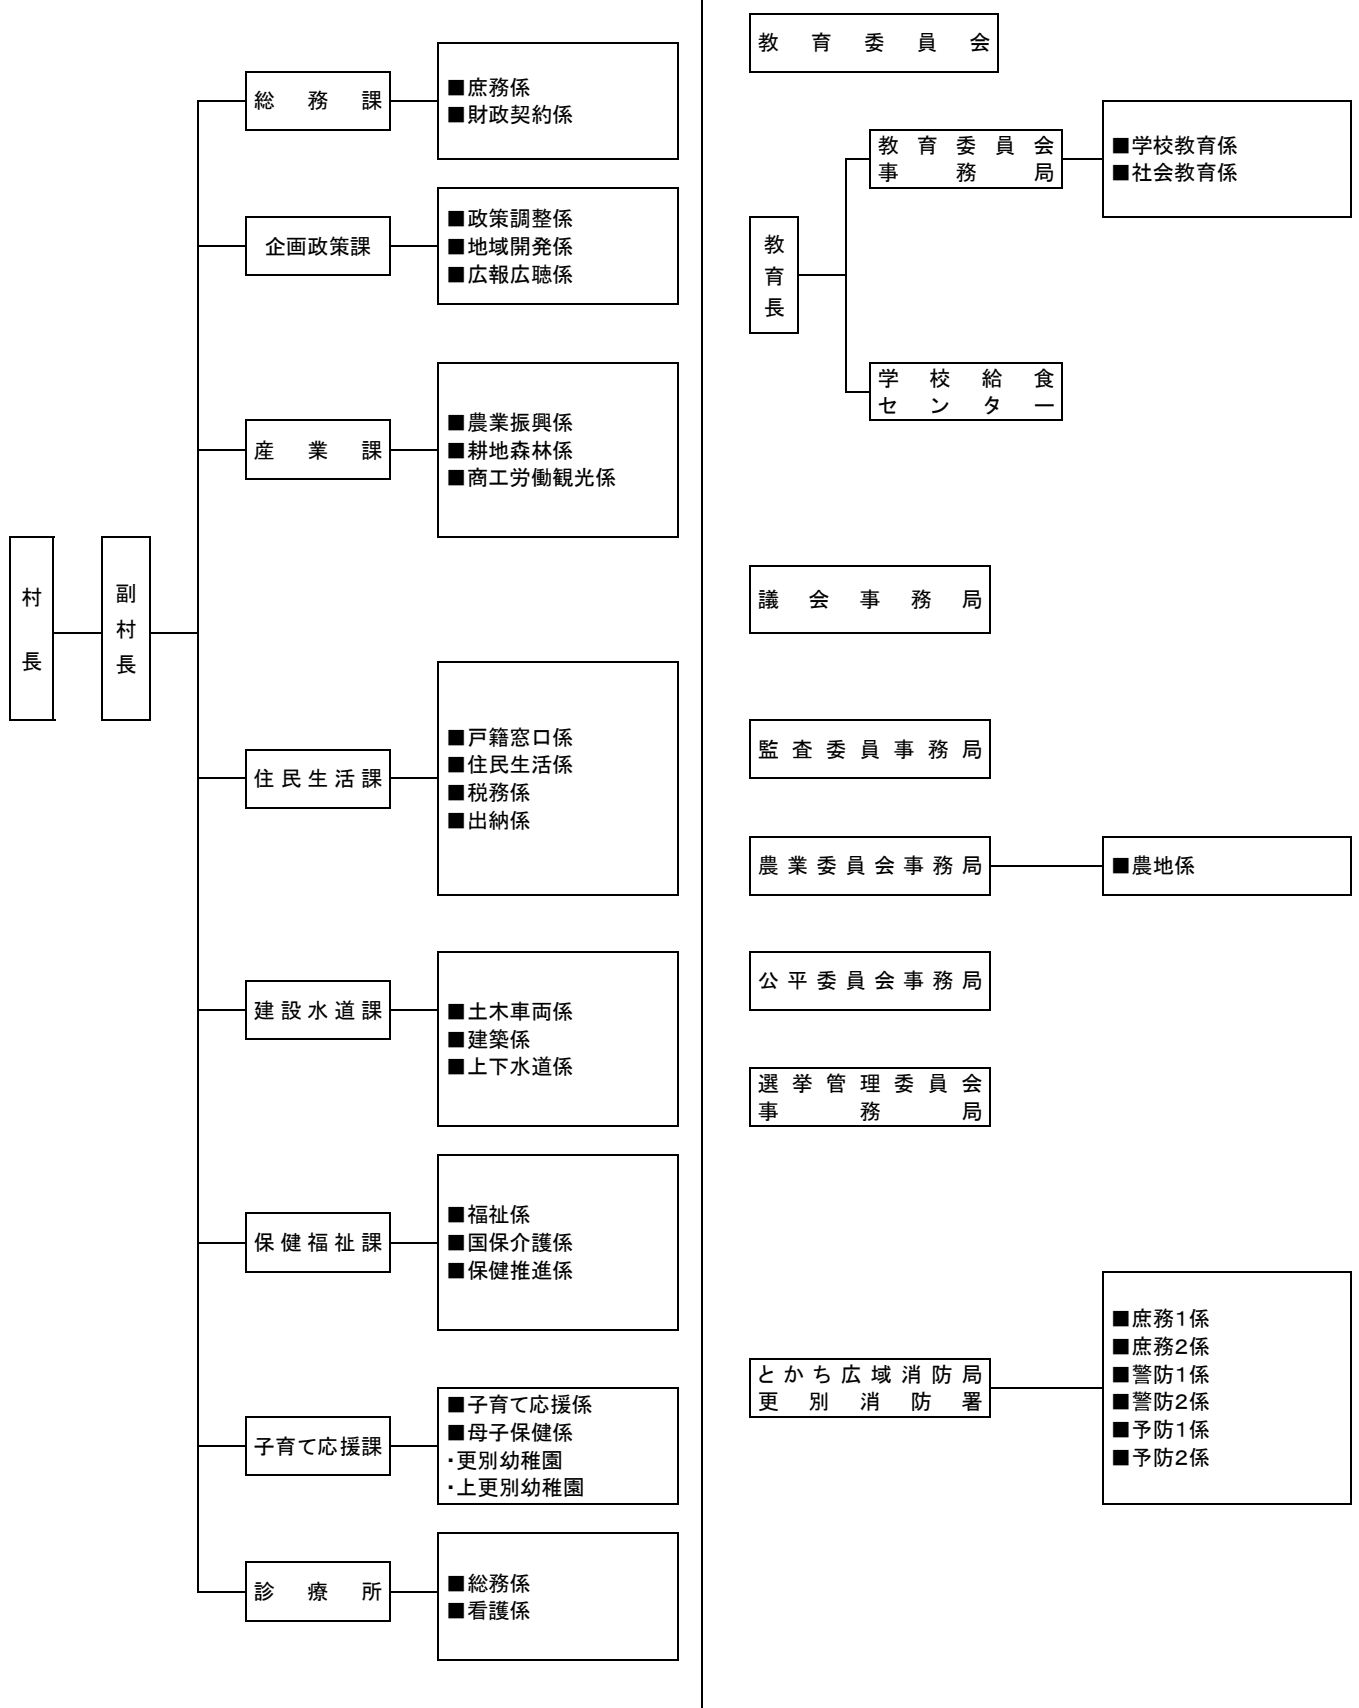 村長
副村長
総務課
■庶務係
■財政契約係
企画政策課
■政策調整係
■地域開発係
■広報広聴係
産業課
■農業振興係
■耕地森林係
■商工労働観光係
住民生活課
■戸籍窓口係
■住民生活係
■税務係
■出納係
建設水道課
■土木車両係
■建築係
■上下水道係
保健福祉課
■福祉係
■国保介護係
■保健推進係
子育て応援課
■子育て応援係
■母子保健係
・更別幼稚園
・上更別幼稚園
診療所
■総務係
■看護係
教育委員会
教育長
教育委員会
事務局
■学校教育係
■社会教育係
学校給食
センター
議会事務局
監査委員事務局
農業委員会事務局
■農地係
公平委員会事務局
選挙管理委員会
事務局
とかち広域消防局
更別消防署
■庶務1係
■庶務2係
■警防1係
■警防2係
■予防1係
■予防2係